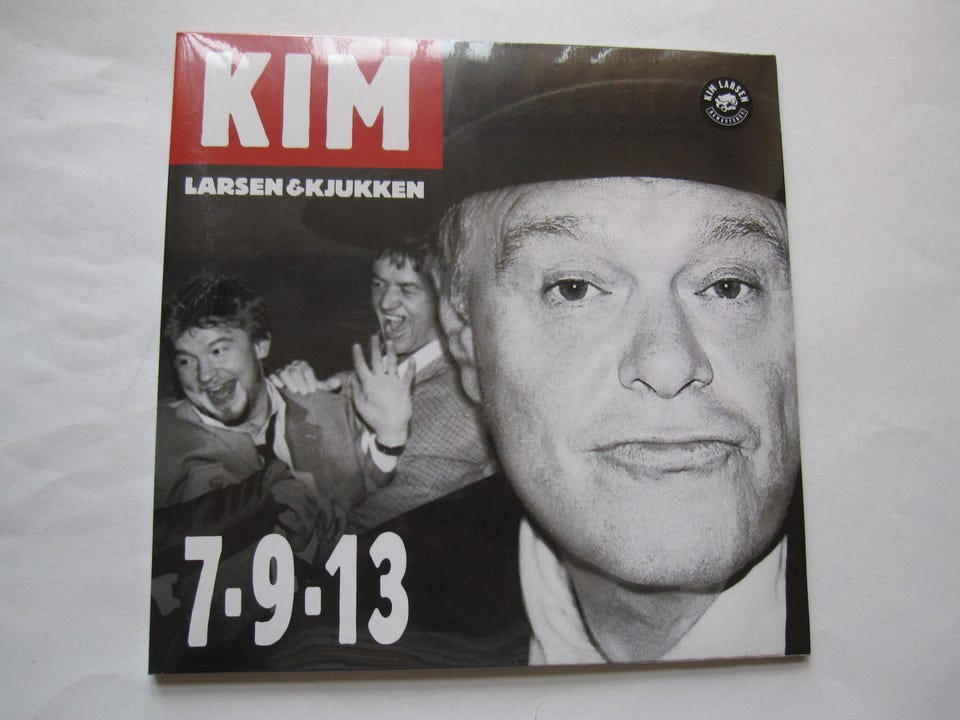 KIM
LARSEN & KJUKKEN
KIM LARSEN
REMASTERED
7-9-13